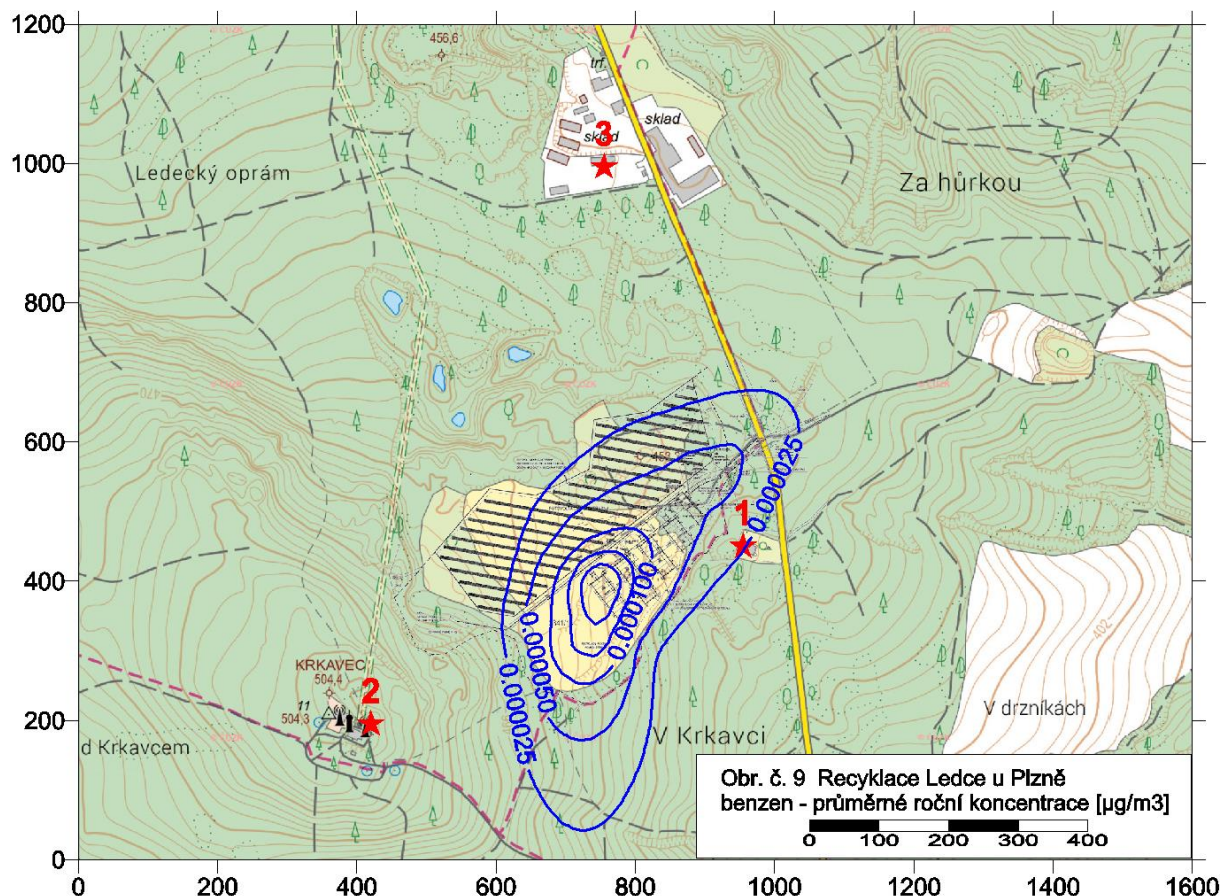 1200
1000
800
600
400
200
0
456,6
trf.
sklad
sklad
3
Ledecký oprám
Za hůrkou
470
458
0.000025
1
0.000100
0.000050
0.000025
KRKAVEC
504,4
2
11
504,3
402
V drzníkách
d Krkavcem
V Krkavci
Obr. č. 9 Recyklace Ledce u Plzně
benzen - průměrné roční koncentrace [µg/m3]
0 100 200 300 400
0 200 400 600 800 1000 1200 1400 1600